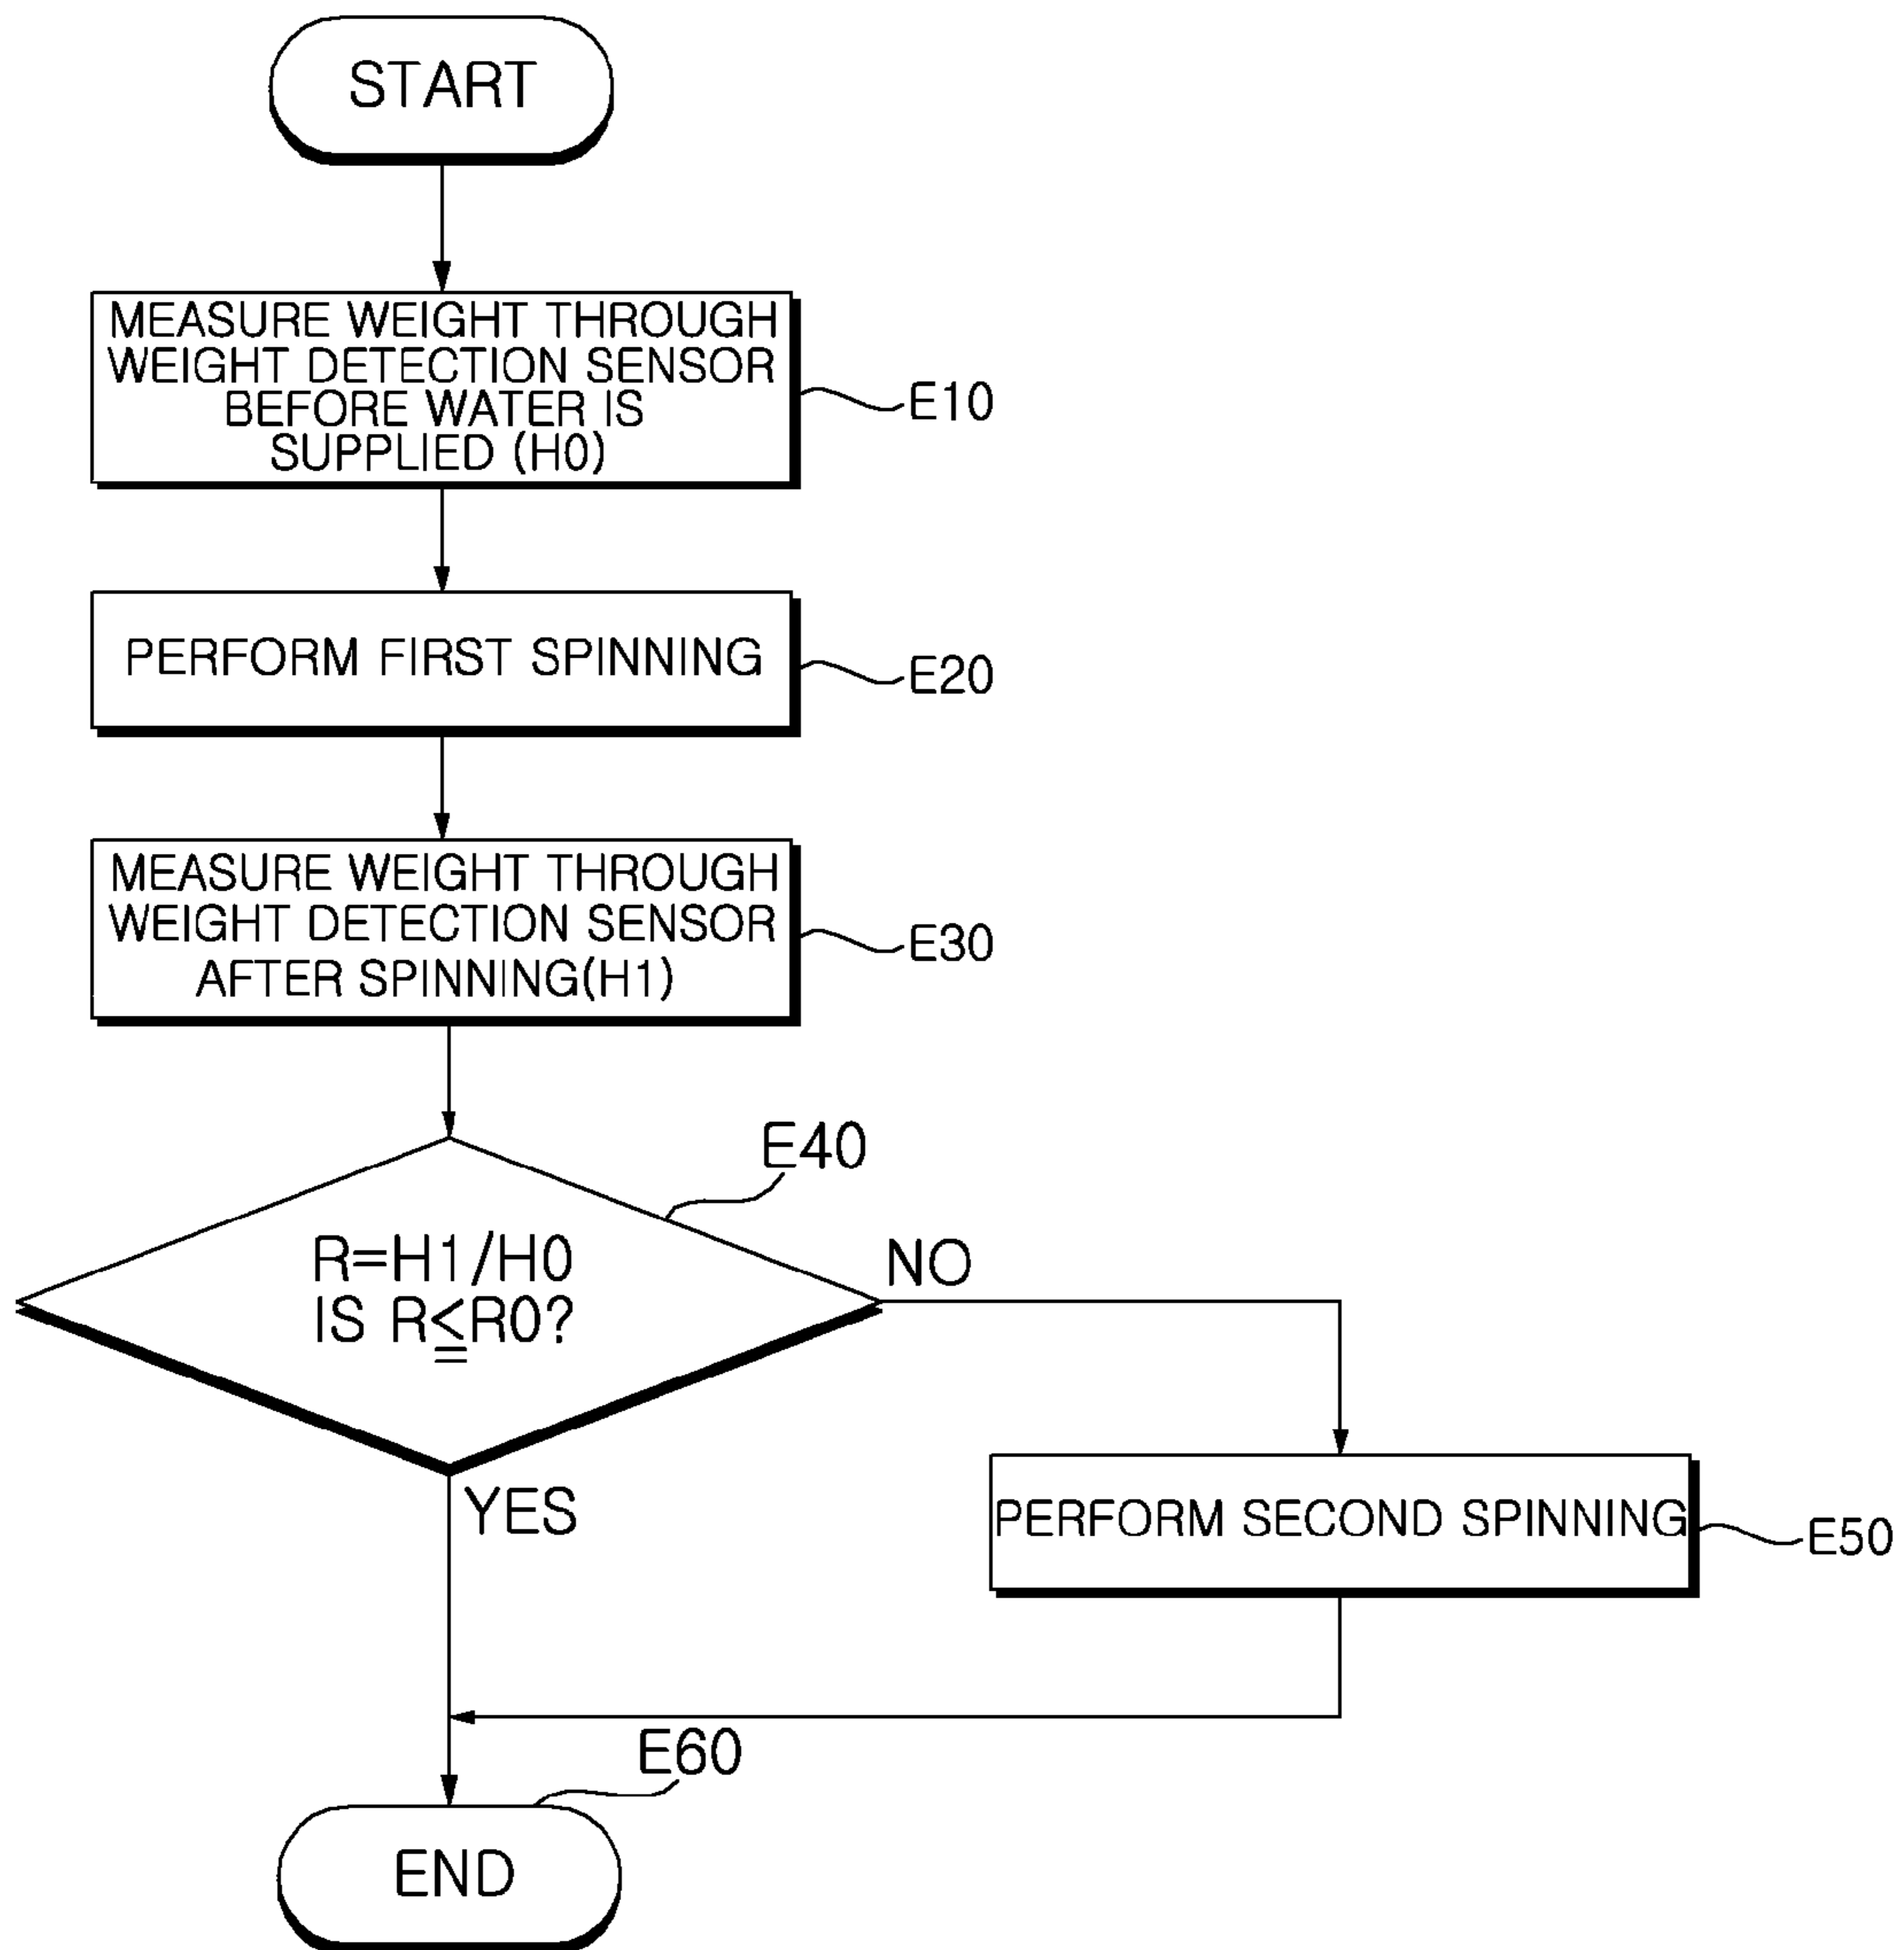 START
MEASURE WEIGHT THROUGH
WEIGHT DETECTION SENSOR
BEFORE WATER IS
SUPPLIED (H0)
E10
PERFORM FIRST SPINNING
E20
MEASURE WEIGHT THROUGH
WEIGHT DETECTION SENSOR
AFTER SPINNING(H1)
E30
E40
R=H1/H0
IS R≦R0?
NO
YES
PERFORM SECOND SPINNING
E50
E60
END